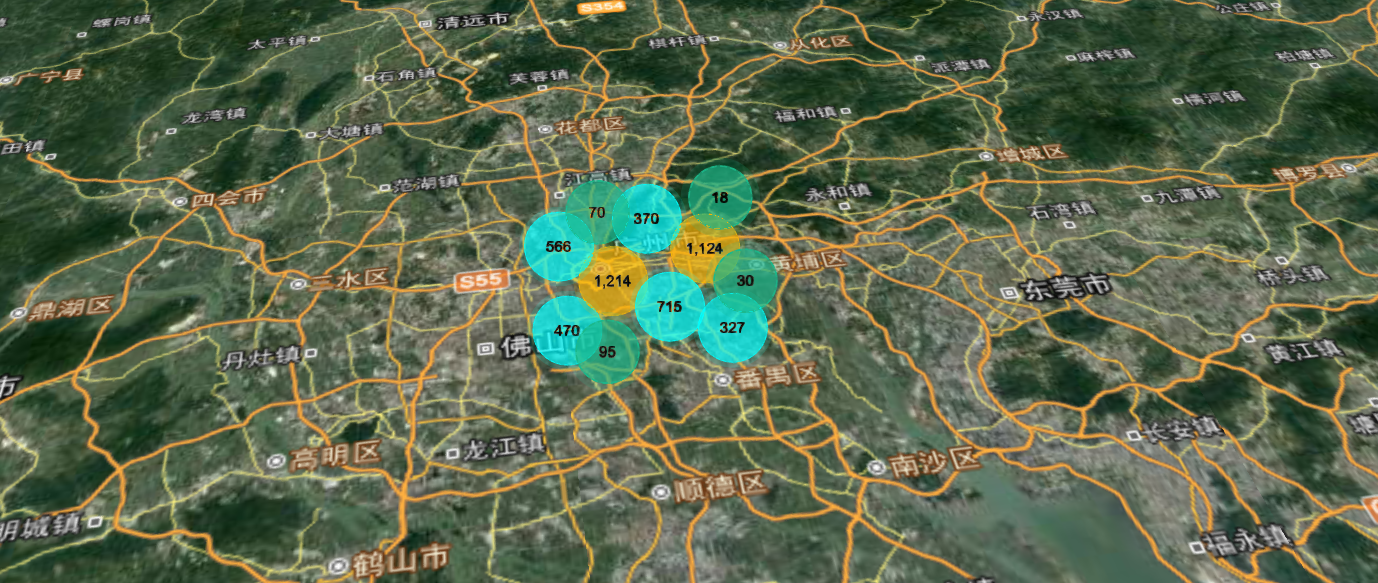 S354
螺岗镇
清远市
永汉镇
公庄镇
太平镇
棋杆镇
从化区
广宁县
石角镇
芙蓉镇
派潭镇
麻榨镇
柏塘镇
龙湾镇
大塘镇
花都区
福和镇
横河镇
田镇
四会市
范湖镇
江高镇
永和镇
增城区
九潭镇
博罗县
石湾镇
70
370
18
566
1,124
黄埔区
三水区
S55
1,214
30
东莞市
桥头镇
鼎湖区
715
327
470
95
佛山
丹灶镇
黄江镇
市
番禺区
高明区
龙江镇
南沙区
长安镇
顺德区
明城镇
鹤山市
福永镇